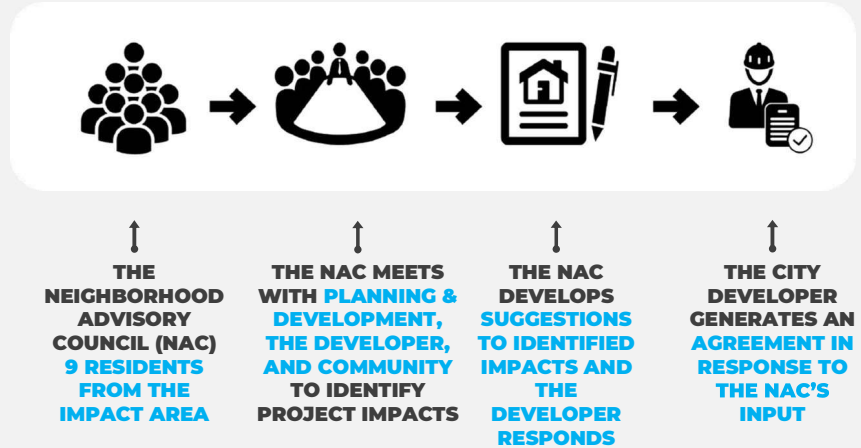 THE
NEIGHBORHOOD
ADVISORY
COUNCIL (NAC)
9 RESIDENTS
FROM THE
IMPACT AREA
THE NAC MEETS
WITH PLANNING &
DEVELOPMENT,
THE DEVELOPER,
AND COMMUNITY
TO IDENTIFY
PROJECT IMPACTS
THE NAC
DEVELOPS
SUGGESTIONS
TO IDENTIFIED
IMPACTS AND
THE
DEVELOPER
RESPONDS
THE CITY
DEVELOPER
GENERATES AN
AGREEMENT IN
RESPONSE TO
THE NAC'S
INPUT